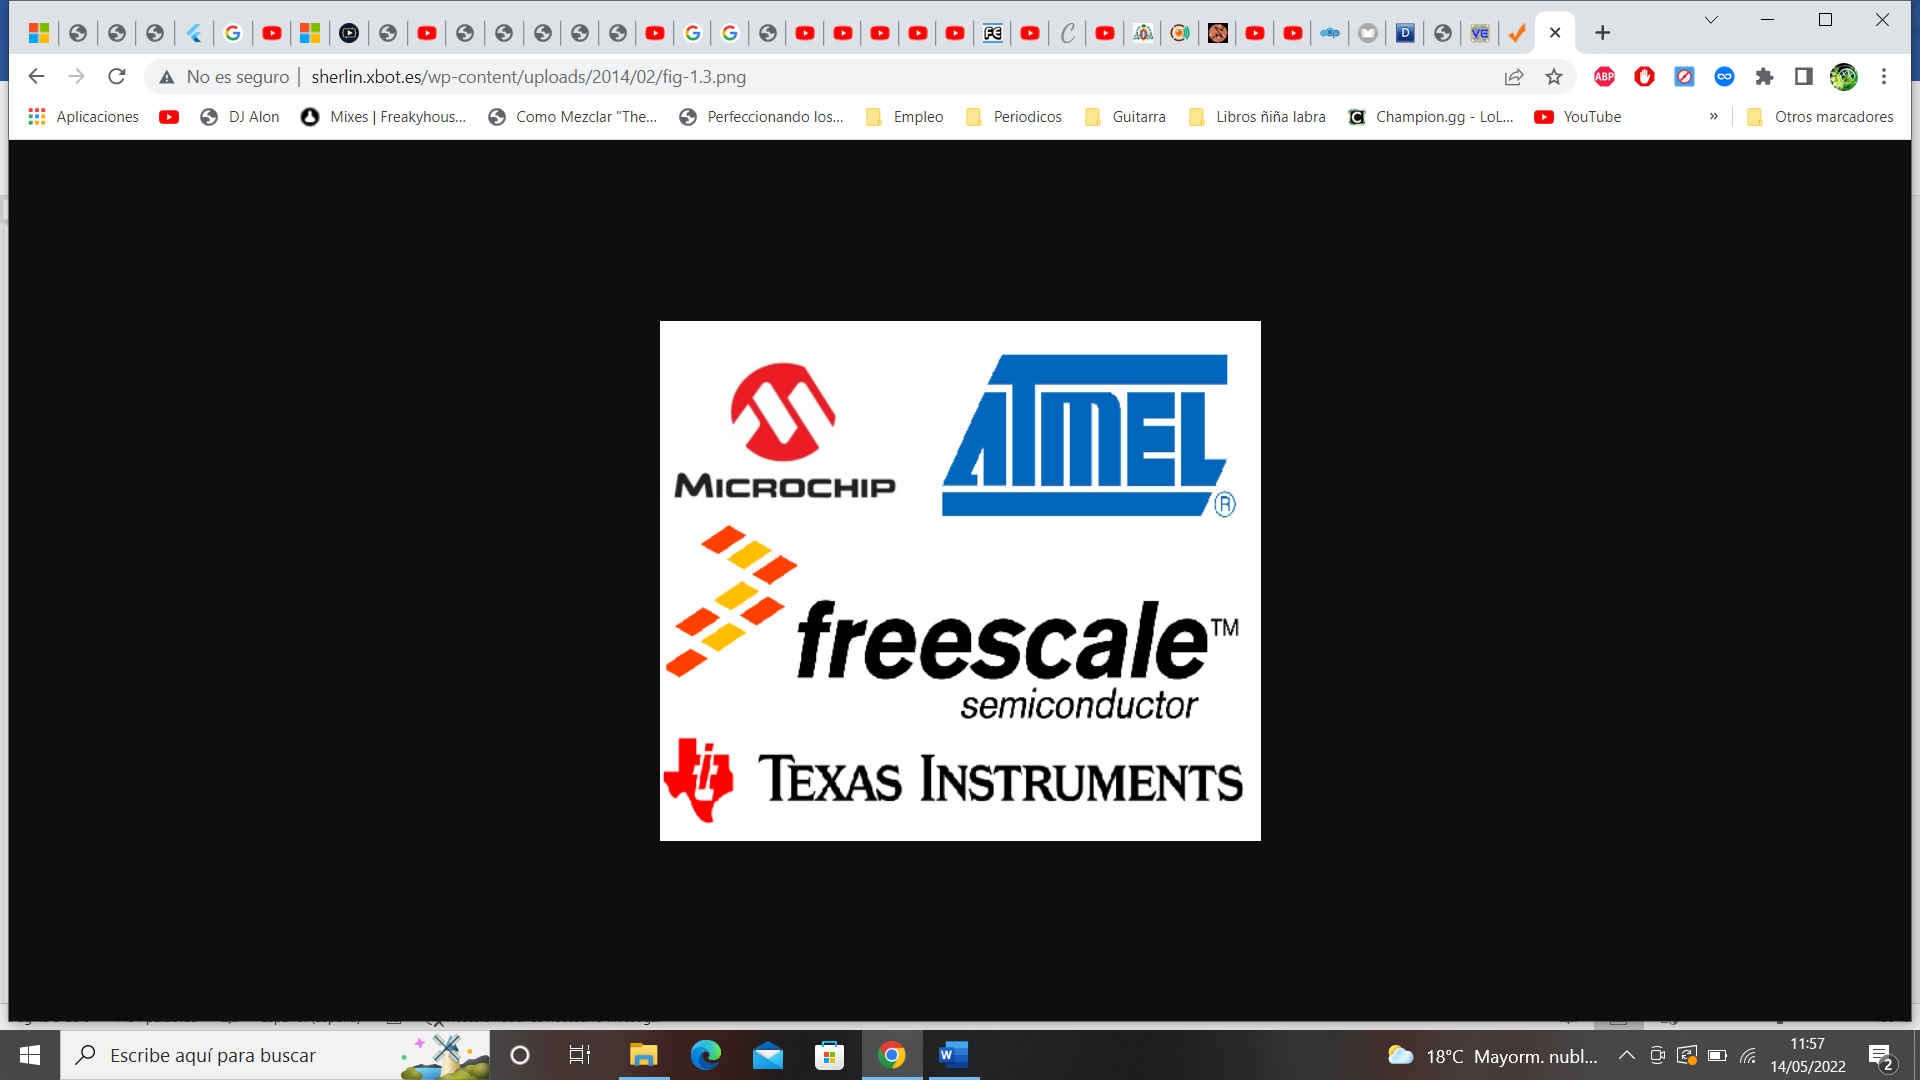 No es seguro | sherlin.xbot.es/wp-content/uploads/2014/02/fig-1.3.png
ABP
Aplicaciones DJ Alon Mixes | Freakyhous... Como Mezclar "The... Perfeccionando los... Empleo Periodicos Guitarra Libros ñiña labra Champion.gg - LoL... YouTube » Otros marcadores
MICROCHIP
ATMEL®
freescale™
semiconductor
TEXAS INSTRUMENTS
Escribe aquí para buscar
18°C Mayorm. nubl...
11:57
14/05/2022
2